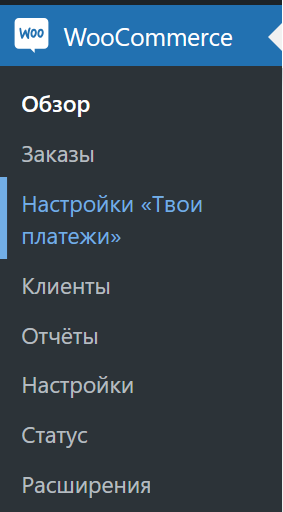 Woo WooCommerce
Обзор
Заказы
Настройки «Твои
платежи»
Клиенты
Отчёты
Настройки
Статус
Расширения